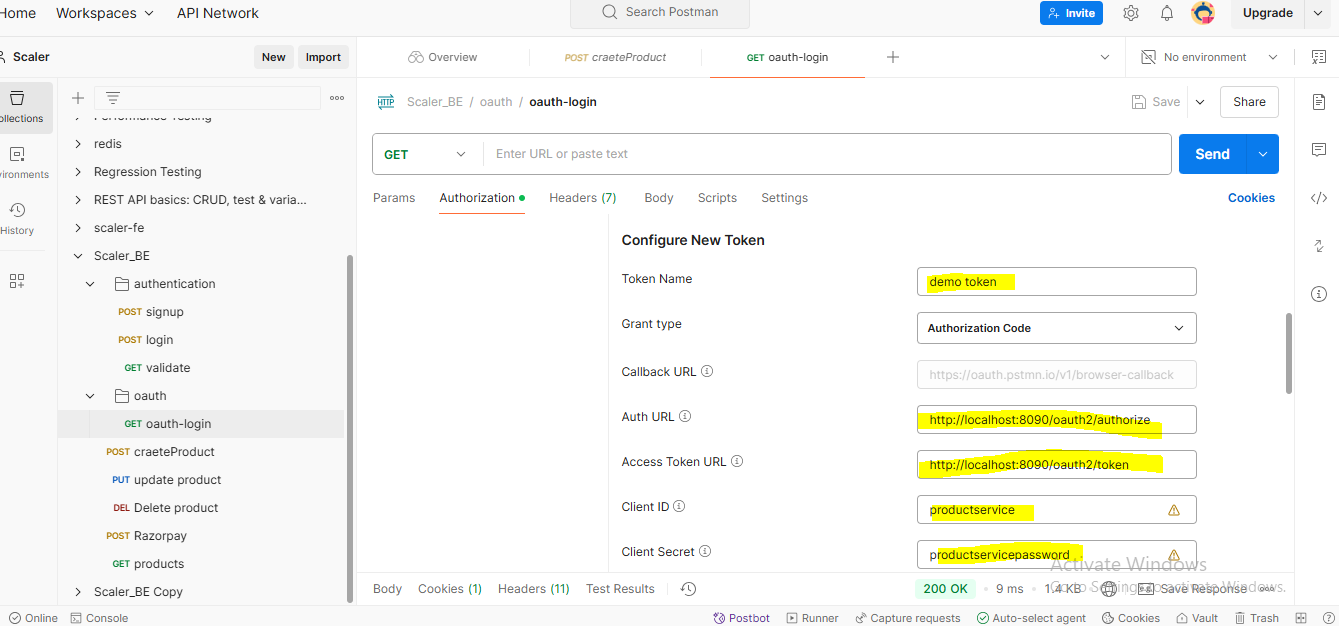 Home Workspaces API Network Search Postman Invite Upgrade
Scaler New Import Overview POST craeteProduct GET oauth-login No environment
Scaler_BE / oauth / oauth-login Save Share
ollections
vironments
History
redis
Regression Testing
REST API basics: CRUD, test & varia...
scaler-fe
Scaler_BE
authentication
POST signup
POST login
GET validate
oauth
GET oauth-login
POST craeteProduct
PUT update product
DEL Delete product
POST Razorpay
GET products
Scaler_BE Copy
GET Enter URL or paste text Send
Params Authorization Headers (7) Body Scripts Settings Cookies
Configure New Token
Token Name demo token
Grant type Authorization Code
Callback URL https://oauth.pstmn.io/v1/browser-callback
Auth URL http://localhost:8090/oauth2/authorize
Access Token URL http://localhost:8090/oauth2/token
Client ID productservice
Client Secret productservicepassword
Activate Windows
Go to Settings to activate Windows.
Body Cookies (1) Headers (11) Test Results 200 OK 9 ms 1.4 KB Save Response
Online Console Postbot Runner Capture requests Auto-select agent Cookies Vault Trash